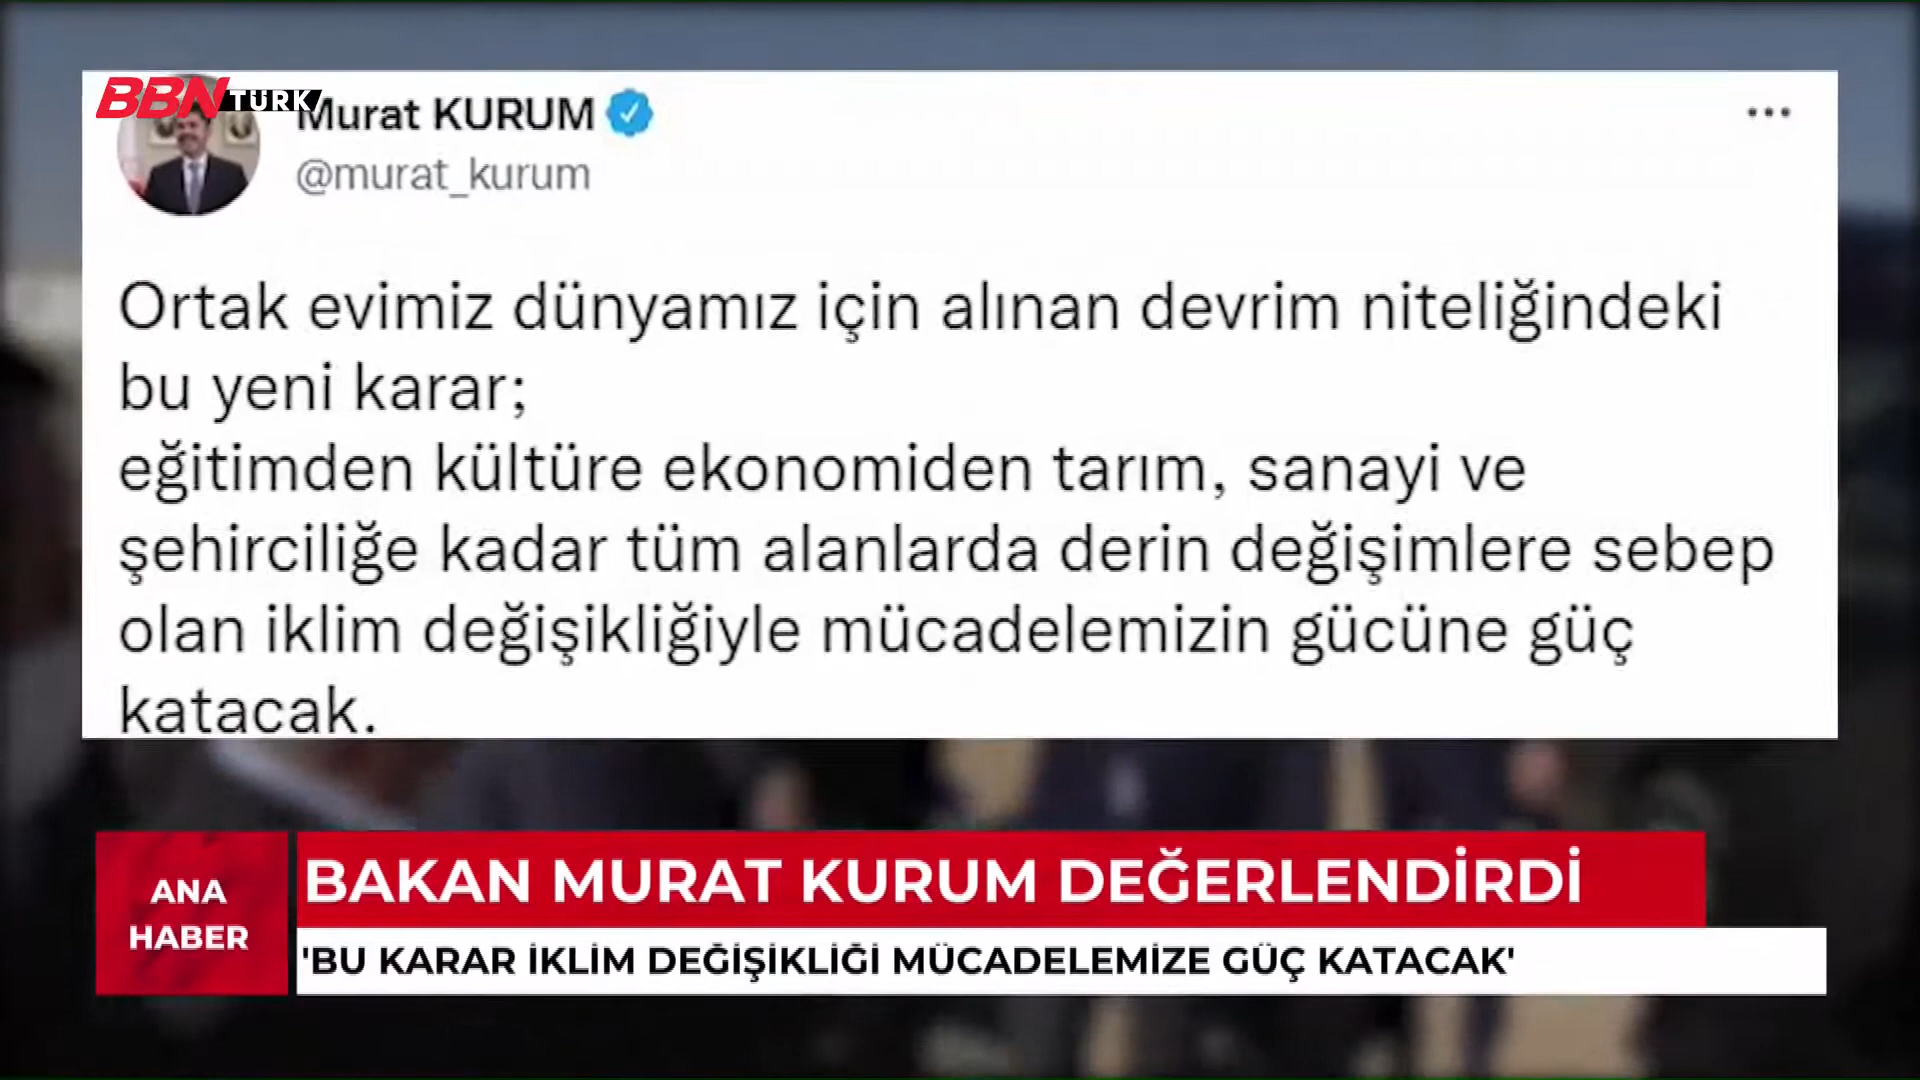 BBN TÜRK
Murat KURUM
@murat_kurum
Ortak evimiz dünyamız için alınan devrim niteliğindeki
bu yeni karar;
eğitimden kültüre ekonomiden tarım, sanayi ve
şehirciliğe kadar tüm alanlarda derin değişimlere sebep
olan iklim değişikliğiyle mücadelemizin gücüne güç
katacak.
ANA
HABER
BAKAN MURAT KURUM DEĞERLENDİRDİ
'BU KARAR İKLİM DEĞİŞİKLİĞİ MÜCADELEMİZE GÜÇ KATACAK'